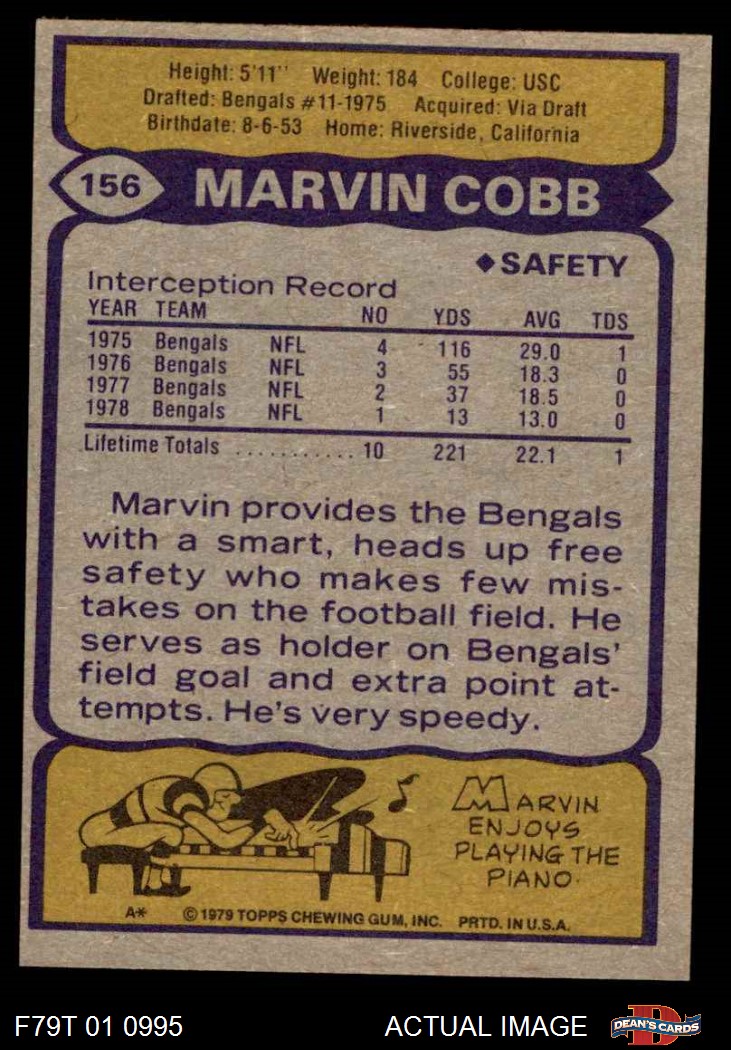 Height: 5'11" Weight: 184 College: USC
Drafted: Bengals #11-1975 Acquired: Via Draft
Birthdate: 8-6-53 Home: Riverside, California
156 MARVIN COBB
◆SAFETY
Interception Record
YEAR TEAM NO YDS AVG TDS
1975 Bengals NFL 4 116 29.0 1
1976 Bengals NFL 3 55 18.3 0
1977 Bengals NFL 2 37 18.5 0
1978 Bengals NFL 1 13 13.0 0
Lifetime Totals ........... 10 221 22.1 1
Marvin provides the Bengals
with a smart, heads up free
safety who makes few mis-
takes on the football field. He
serves as holder on Bengals'
field goal and extra point at-
tempts. He's very speedy.
MARVIN
ENJOYS
PLAYING THE
PIANO.
A* © 1979 TOPPS CHEWING GUM, INC. PRTD. IN U.S.A.
F79T 01 0995 ACTUAL IMAGE D DEAN'S CARDS